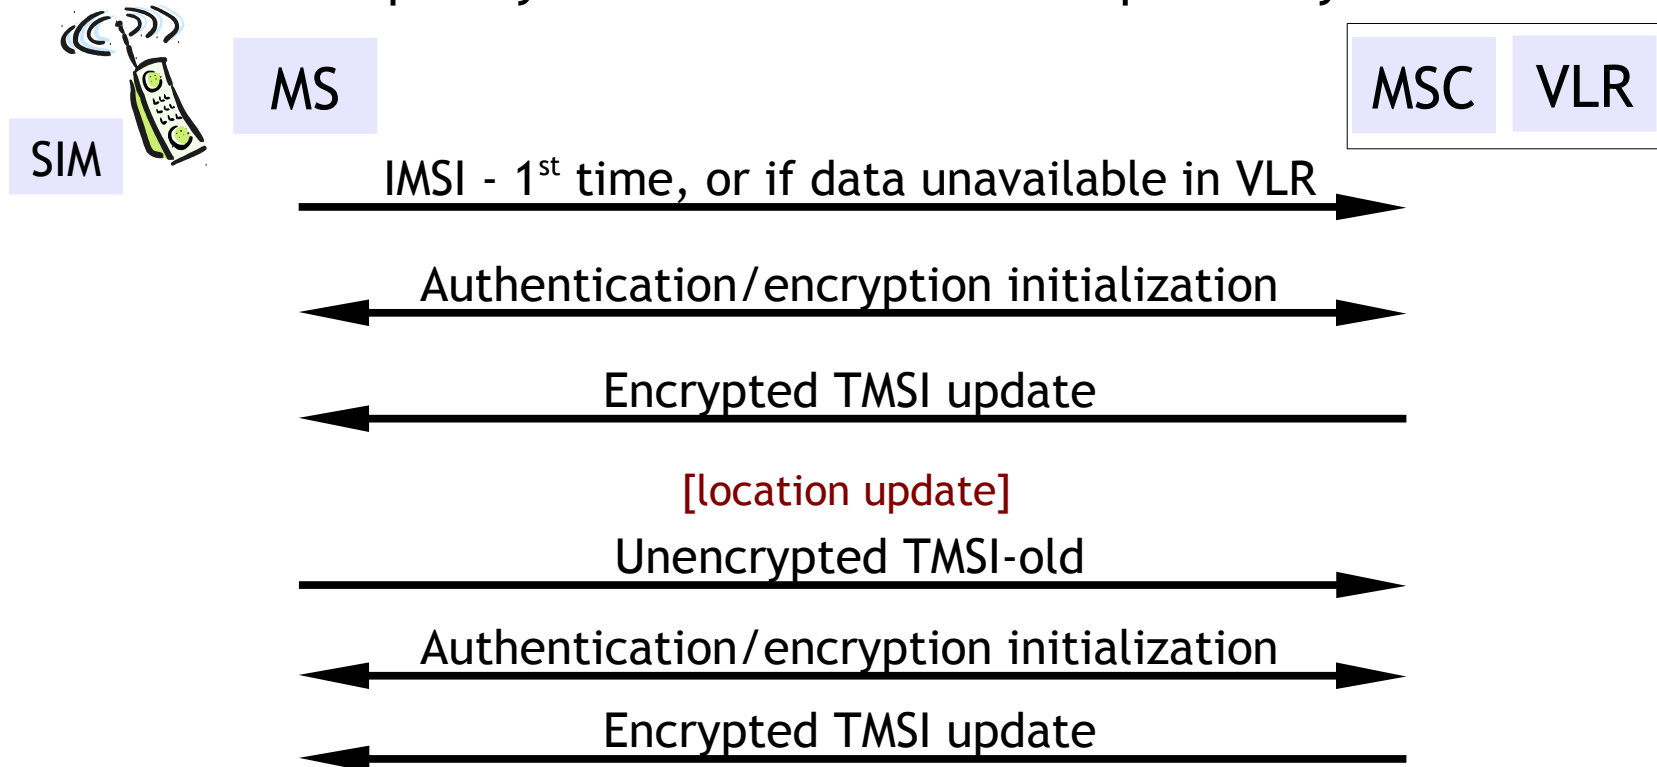 MS
MSC VLR
SIM
IMSI - 1st time, or if data unavailable in VLR
Authentication/encryption initialization
Encrypted TMSI update
[location update]
Unencrypted TMSI-old
Authentication/encryption initialization
Encrypted TMSI update